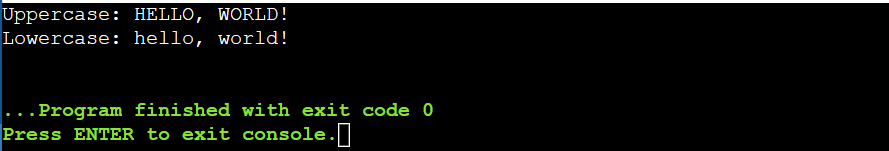 Uppercase: HELLO, WORLD!
Lowercase: hello, world!
...Program finished with exit code 0
Press ENTER to exit console.